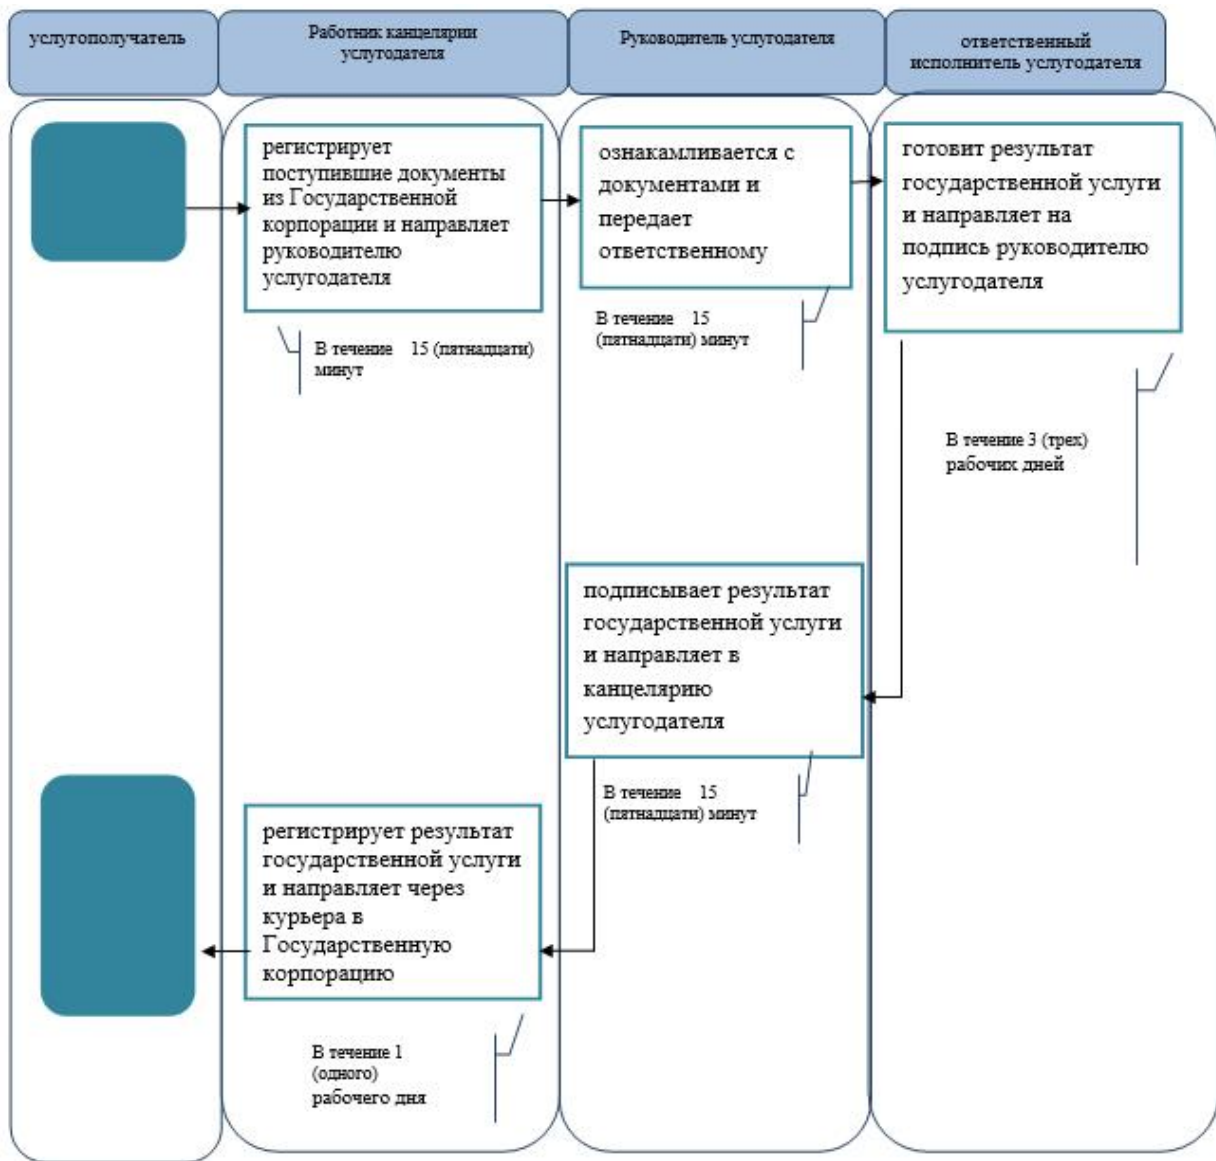 услугополучатель
Работник канцелярии
услугодателя
Руководитель услугодателя
ответственный
исполнитель услугодателя
регистрирует
поступившие документы
из Государственной
корпорации и направляет
руководителю
услугодателя
В течение 15 (пятнадцати)
минут
ознакамливается с
документами и
передает
ответственному
В течение 15
(пятнадцати) минут
готовит результат
государственной услуги
и направляет на
подпись руководителю
услугодателя
В течение 3 (трех)
рабочих дней
подписывает результат
государственной услуги
и направляет в
канцелярию
услугодателя
В течение 15
(пятнадцати) минут
регистрирует результат
государственной услуги
и направляет через
курьера в
Государственную
корпорацию
В течение 1
(одного)
рабочего дня